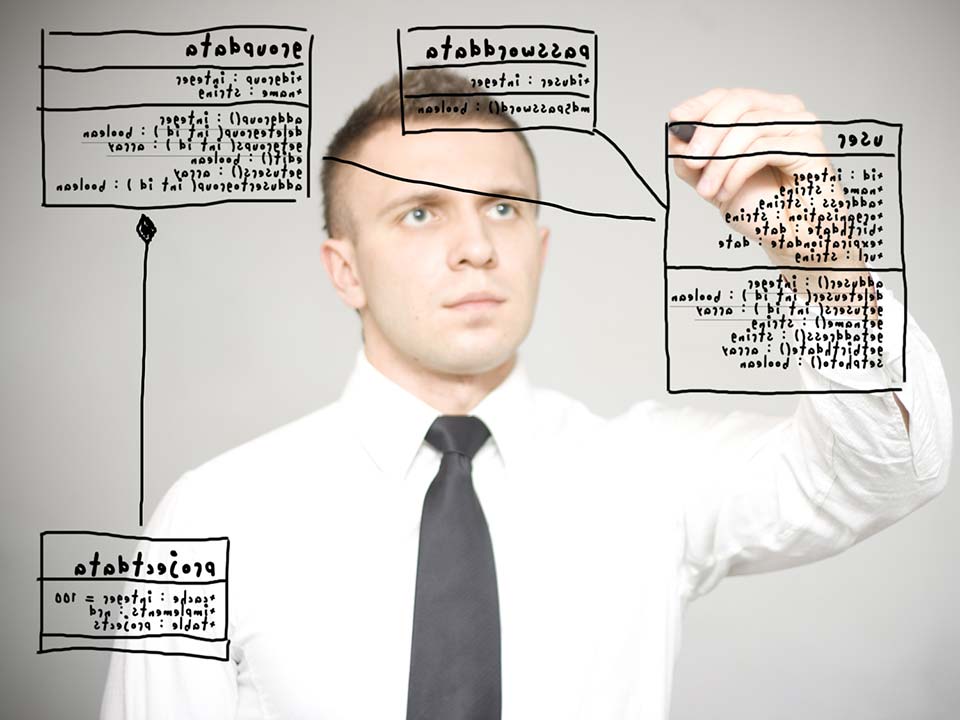 groupdata
*idgroup : integer
*name : string
addgroup() : integer
deletegroup( int id ) : boolean
getgroups( int id ) : array
edit() : boolean
getusers() : array
addusertogroup( int id ) : boolean
passworddata
*iduser : integer
md5password() : boolean
user
*id : integer
*name : string
*address : string
*organisation : string
*birthdate : date
*expirationdate : date
*url : string
adduser() : integer
deleteuser( int id ) : boolean
getusers( int id ) : array
getname() : string
getaddress() : string
getbirthdate() : array
setphoto() : boolean
projectdata
*cache : integer = 100
*implements : nrd
*table : projects